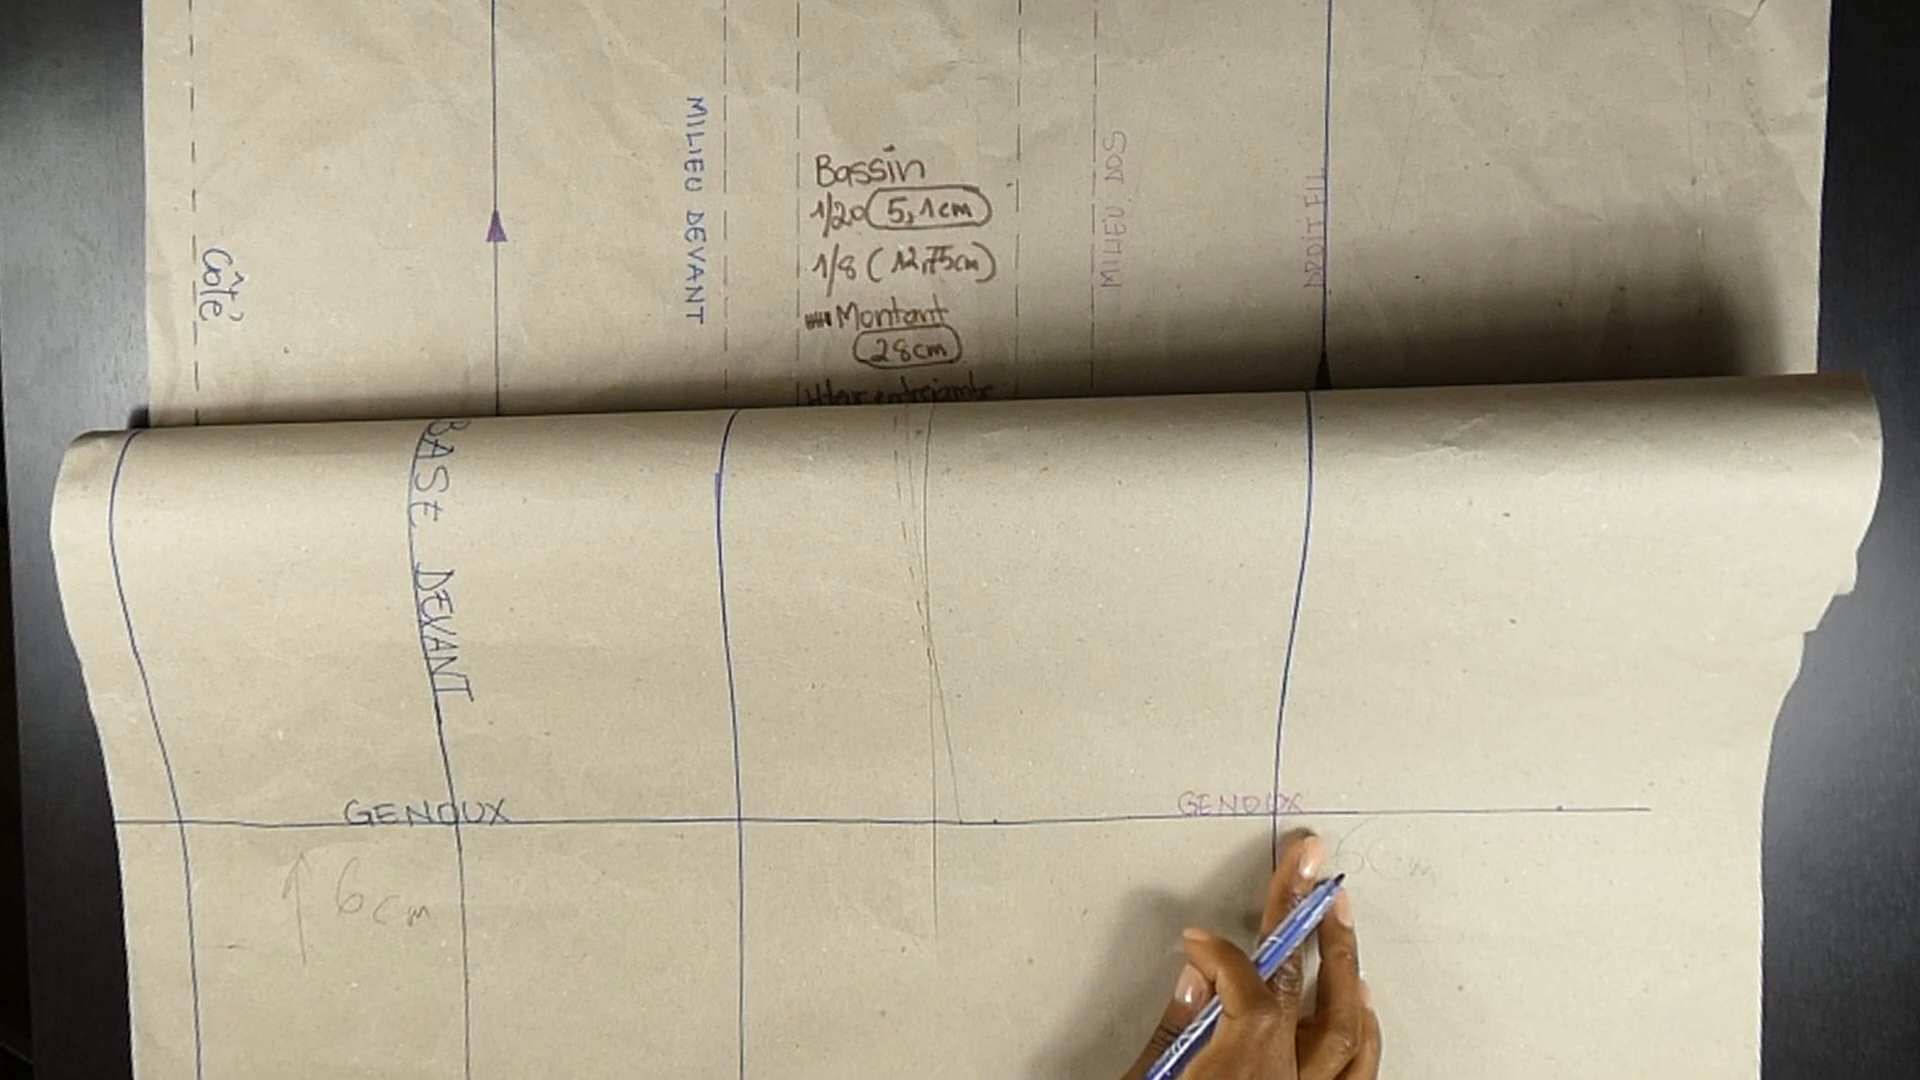 MILIEU DEVANT
Bassin
1/20 (5,1cm)
1/8 (12,75cm)
Montant
28cm
MILIEU DOS
DROIT FIL
Côté
BASE DEVANT
GENOUX
GENOUX
6cm
6cm